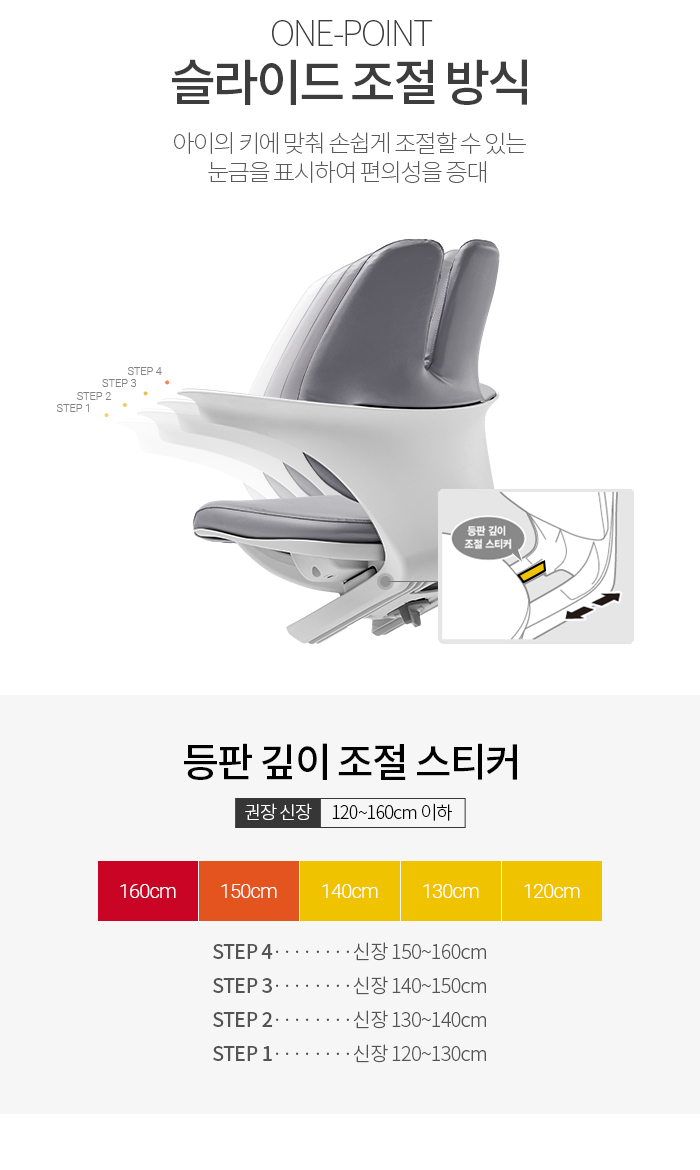 ONE-POINT
슬라이드 조절 방식
아이의 키에 맞춰 손쉽게 조절할 수 있는
눈금을 표시하여 편의성을 증대
STEP 4
STEP 3
STEP 2
STEP 1
등판 깊이
조절 스티커
등판 깊이 조절 스티커
권장 신장 120~160cm 이하
160cm 150cm 140cm 130cm 120cm
STEP 4 · · · · · · · · 신장 150~160cm
STEP 3 · · · · · · · · 신장 140~150cm
STEP 2 · · · · · · · · 신장 130~140cm
STEP 1 · · · · · · · · 신장 120~130cm